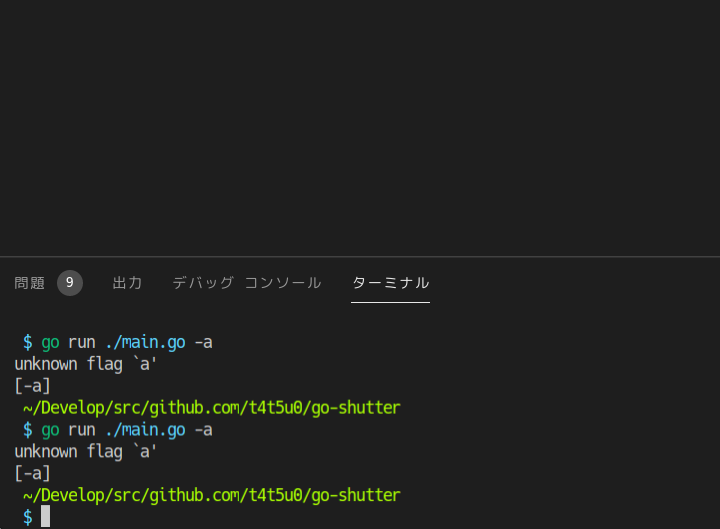 問題 9 出力 デバッグ コンソール ターミナル
$ go run ./main.go -a
unknown flag `a'
[-a]
~/Develop/src/github.com/t4t5u0/go-shutter
$ go run ./main.go -a
unknown flag `a'
[-a]
~/Develop/src/github.com/t4t5u0/go-shutter
$